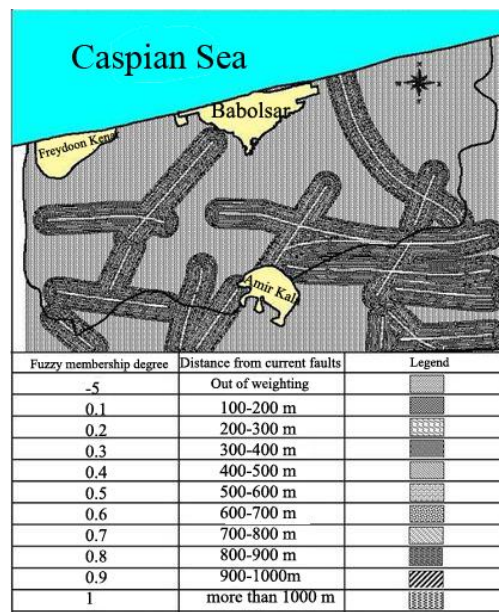 Caspian Sea
Babolsar
Freydoon Kenar
Amir Kal
Fuzzy membership degree Distance from current faults Legend
-5 Out of weighting
0.1 100-200 m
0.2 200-300 m
0.3 300-400 m
0.4 400-500 m
0.5 500-600 m
0.6 600-700 m
0.7 700-800 m
0.8 800-900 m
0.9 900-1000m
1 more than 1000 m